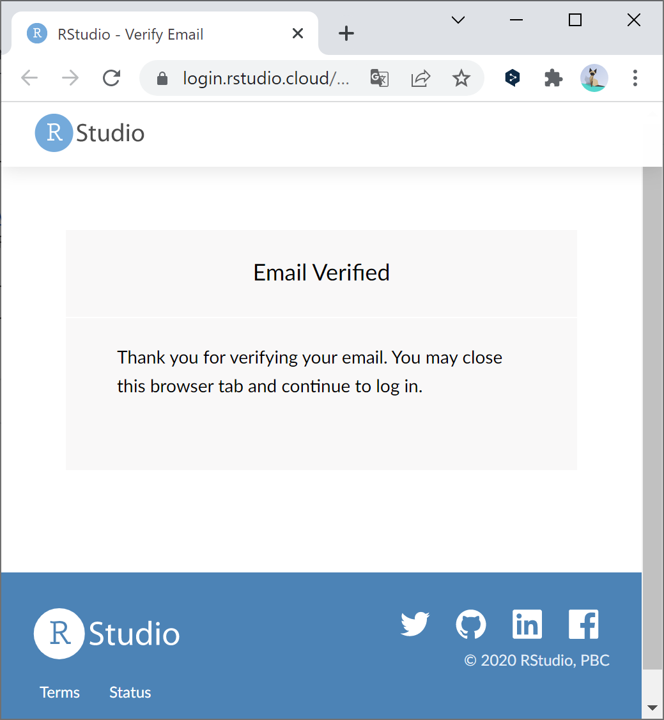 RStudio - Verify Email
login.rstudio.cloud/...
R Studio
Email Verified
Thank you for verifying your email. You may close
this browser tab and continue to log in.
R Studio
© 2020 RStudio, PBC
Terms Status